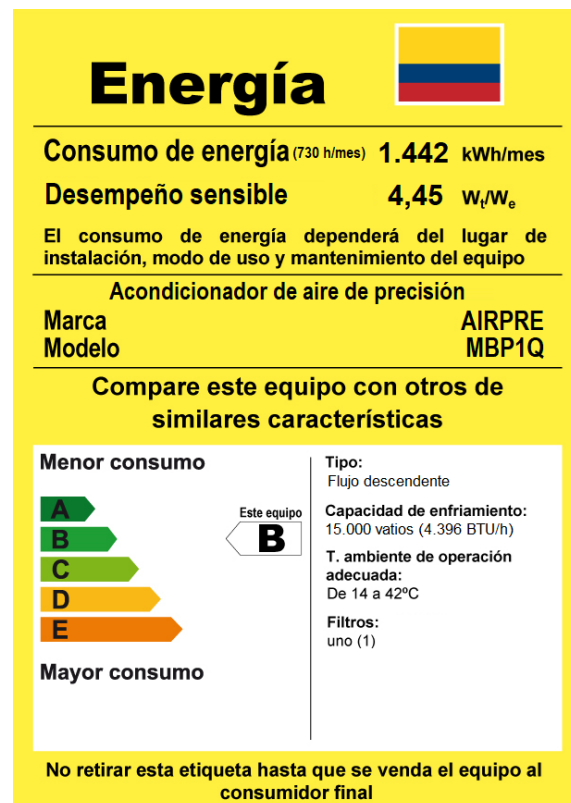 Energía
Consumo de energía (730 h/mes) 1.442 kWh/mes
Desempeño sensible 4,45 Wt/We
El consumo de energía dependerá del lugar de
instalación, modo de uso y mantenimiento del equipo
Acondicionador de aire de precisión
Marca AIRPRE
Modelo MBP1Q
Compare este equipo con otros de
similares características
Menor consumo
A
B
C
D
E
Mayor consumo
Este equipo
B
Tipo:
Flujo descendente
Capacidad de enfriamiento:
15.000 vatios (4.396 BTU/h)
T. ambiente de operación
adecuada:
De 14 a 42ºC
Filtros:
uno (1)
No retirar esta etiqueta hasta que se venda el equipo al
consumidor final